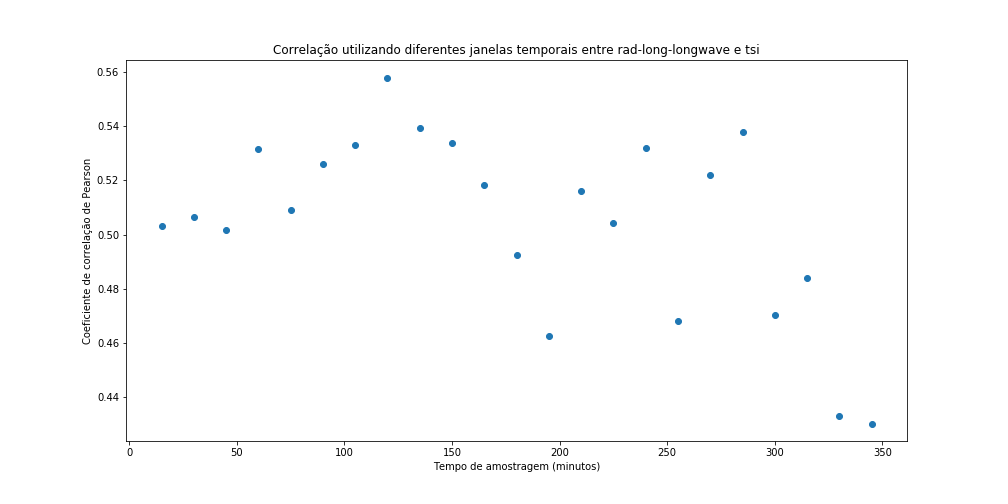 Correlação utilizando diferentes janelas temporais entre rad-long-longwave e tsi
Coeficiente de correlação de Pearson
0.56
0.54
0.52
0.50
0.48
0.46
0.44
0 50 100 150 200 250 300 350
Tempo de amostragem (minutos)